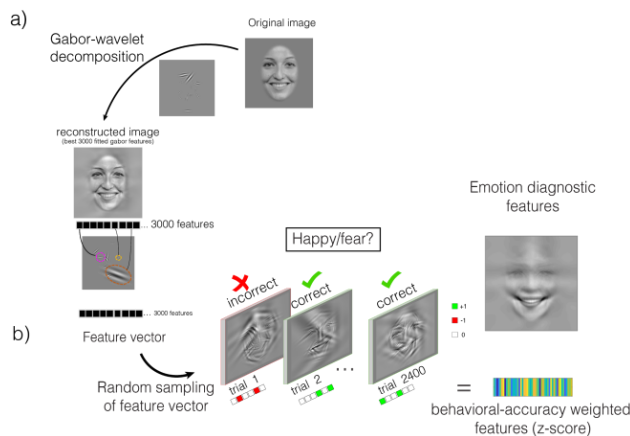 a)
Original image
Gabor-wavelet
decomposition
reconstructed image
(best 3000 fitted gabor features)
... 3000 features
... 3000 features
b)
Feature vector
Random sampling
of feature vector
Happy/fear?
incorrect
correct
correct
+1
-1
0
trial 1
trial 2
...
trial 2400
Emotion diagnostic
features
=
behavioral-accuracy weighted
features (z-score)